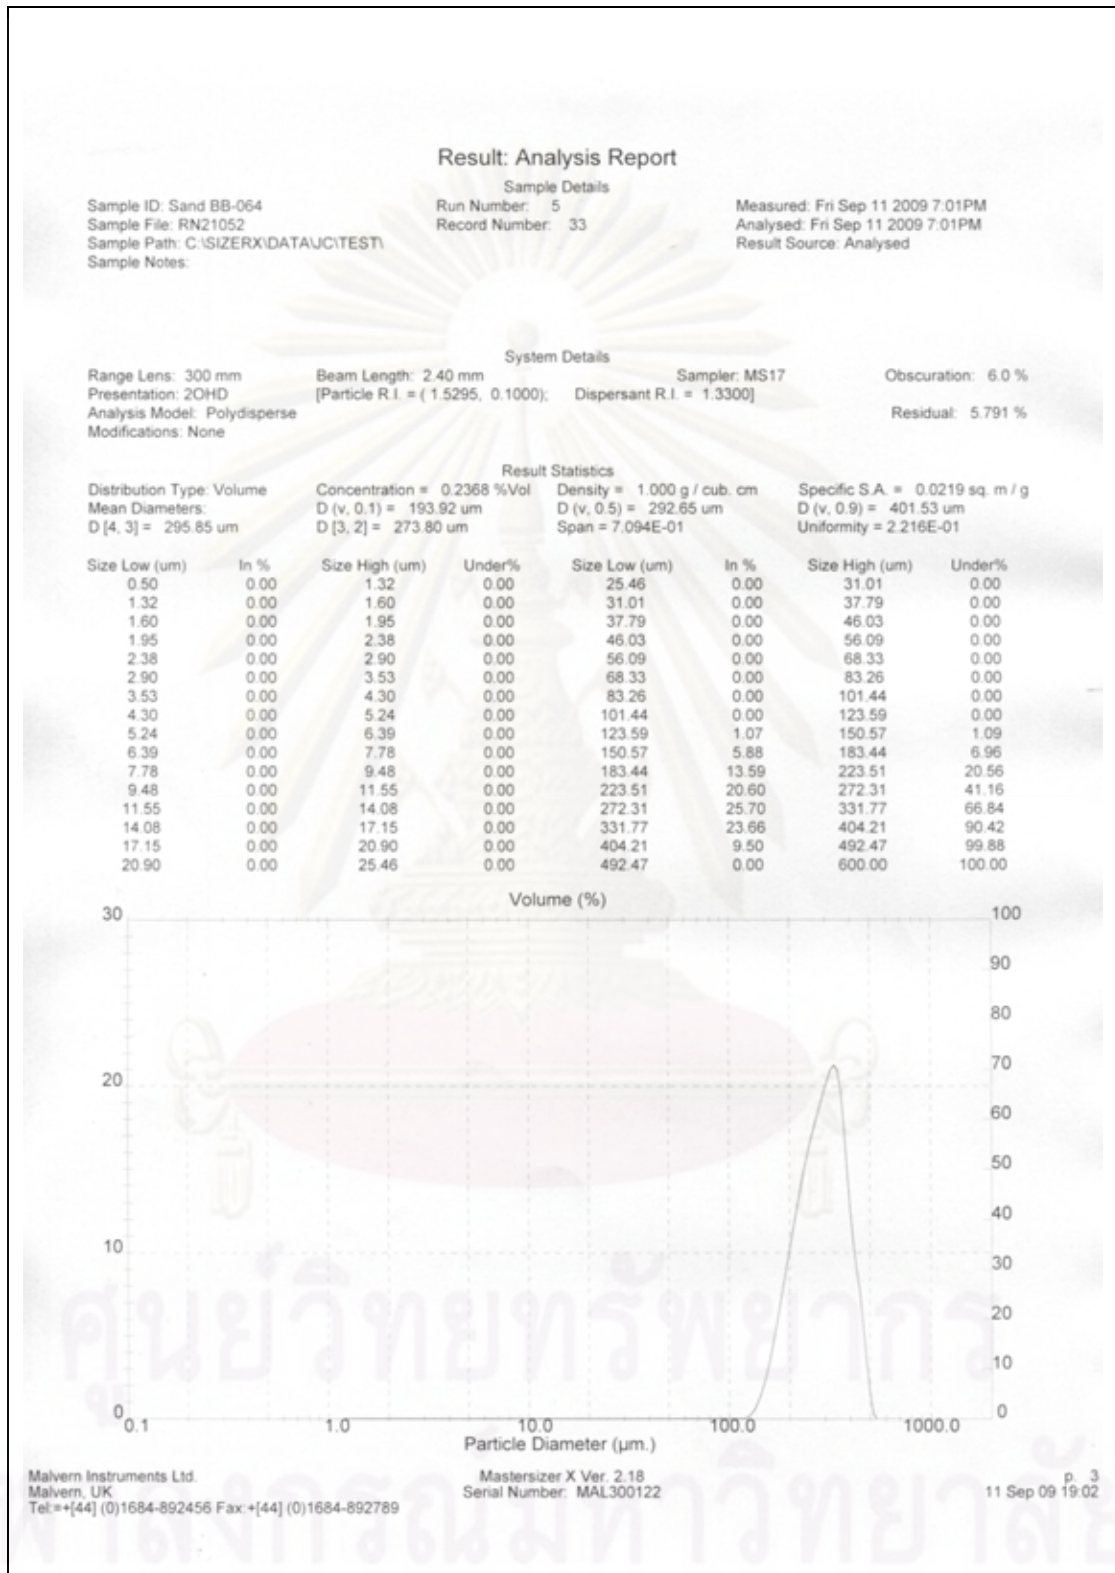 Result: Analysis Report
Sample Details
Sample ID: Sand BB-064 Run Number: 5 Measured: Fri Sep 11 2009 7:01PM
Sample File: RN21052 Record Number: 33 Analysed: Fri Sep 11 2009 7:01PM
Sample Path: C:\SIZERX\DATA\JC\TEST\ Result Source: Analysed
Sample Notes:
System Details
Range Lens: 300 mm Beam Length: 2.40 mm Sampler: MS17 Obscuration: 6.0 %
Presentation: 2OHD [Particle R.I. = ( 1.5295, 0.1000); Dispersant R.I. = 1.3300]
Analysis Model: Polydisperse Residual: 5.791 %
Modifications: None
Result Statistics
Distribution Type: Volume Concentration = 0.2368 %Vol Density = 1.000 g / cub. cm Specific S.A. = 0.0219 sq. m / g
Mean Diameters: D (v, 0.1) = 193.92 um D (v, 0.5) = 292.65 um D (v, 0.9) = 401.53 um
D [4, 3] = 295.85 um D [3, 2] = 273.80 um Span = 7.094E-01 Uniformity = 2.216E-01
Size Low (um) In % Size High (um) Under% Size Low (um) In % Size High (um) Under%
0.50 0.00 1.32 0.00 25.46 0.00 31.01 0.00
1.32 0.00 1.60 0.00 31.01 0.00 37.79 0.00
1.60 0.00 1.95 0.00 37.79 0.00 46.03 0.00
1.95 0.00 2.38 0.00 46.03 0.00 56.09 0.00
2.38 0.00 2.90 0.00 56.09 0.00 68.33 0.00
2.90 0.00 3.53 0.00 68.33 0.00 83.26 0.00
3.53 0.00 4.30 0.00 83.26 0.00 101.44 0.00
4.30 0.00 5.24 0.00 101.44 0.00 123.59 0.00
5.24 0.00 6.39 0.00 123.59 1.07 150.57 1.09
6.39 0.00 7.78 0.00 150.57 5.88 183.44 6.96
7.78 0.00 9.48 0.00 183.44 13.59 223.51 20.56
9.48 0.00 11.55 0.00 223.51 20.60 272.31 41.16
11.55 0.00 14.08 0.00 272.31 25.70 331.77 66.84
14.08 0.00 17.15 0.00 331.77 23.66 404.21 90.42
17.15 0.00 20.90 0.00 404.21 9.50 492.47 99.88
20.90 0.00 25.46 0.00 492.47 0.00 600.00 100.00
Volume (%)
30 100
90
80
20 70
60
50
40
10 30
20
10
0 0
0.1 1.0 10.0 100.0 1000.0
Particle Diameter (µm.)
ศูนย์วิทยทรัพยากร
Malvern Instruments Ltd. Mastersizer X Ver. 2.18 p. 3
Malvern, UK Serial Number: MAL300122 11 Sep 09 19:02
Tel:=+[44] (0)1684-892456 Fax:+[44] (0)1684-892789